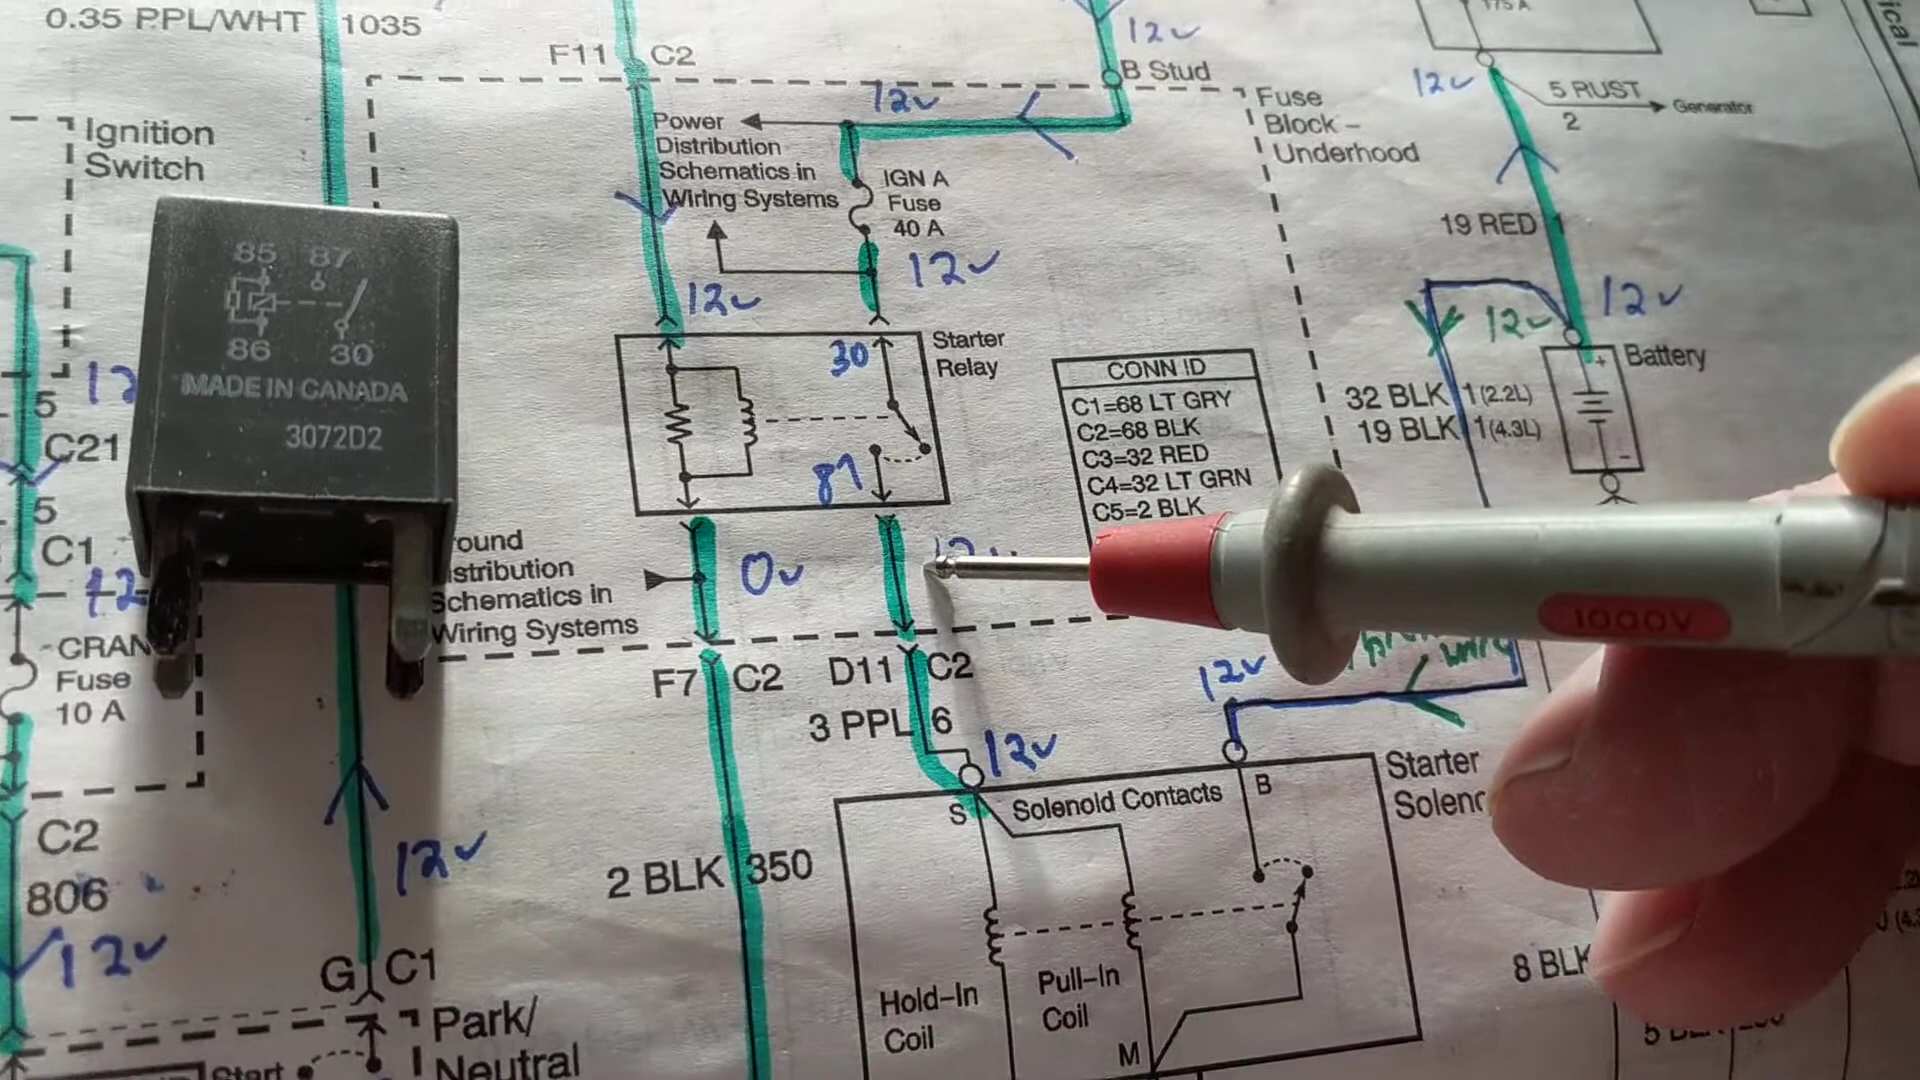 0.35 PPL/WHT 1035
F11 C2
12v
B Stud
175 A
12v
5 RUST
2
Generator
12v
Ignition
Switch
Power
Distribution
Schematics in
Wiring Systems
IGN A
Fuse
40 A
Fuse
Block –
Underhood
19 RED 1
12v
12v
12v
12v
85 87
86 30
MADE IN CANADA
3072D2
30
87
Starter
Relay
CONN ID
C1=68 LT GRY
C2=68 BLK
C3=32 RED
C4=32 LT GRN
C5=2 BLK
Battery
+
-
32 BLK 1 (2.2L)
19 BLK 1 (4.3L)
5
C21
5
C1
12
Fuse
10 A
ound
istribution
Schematics in
Wiring Systems
0v
1000V
F7 C2
D11 C2
3 PPL 6
12v
12v
Starter
S
Solenoid Contacts
B
C2
806
12v
12v
2 BLK 350
Hold–In
Coil
Pull–In
Coil
M
8 BLK
G C1
Park/
Neutral
Start